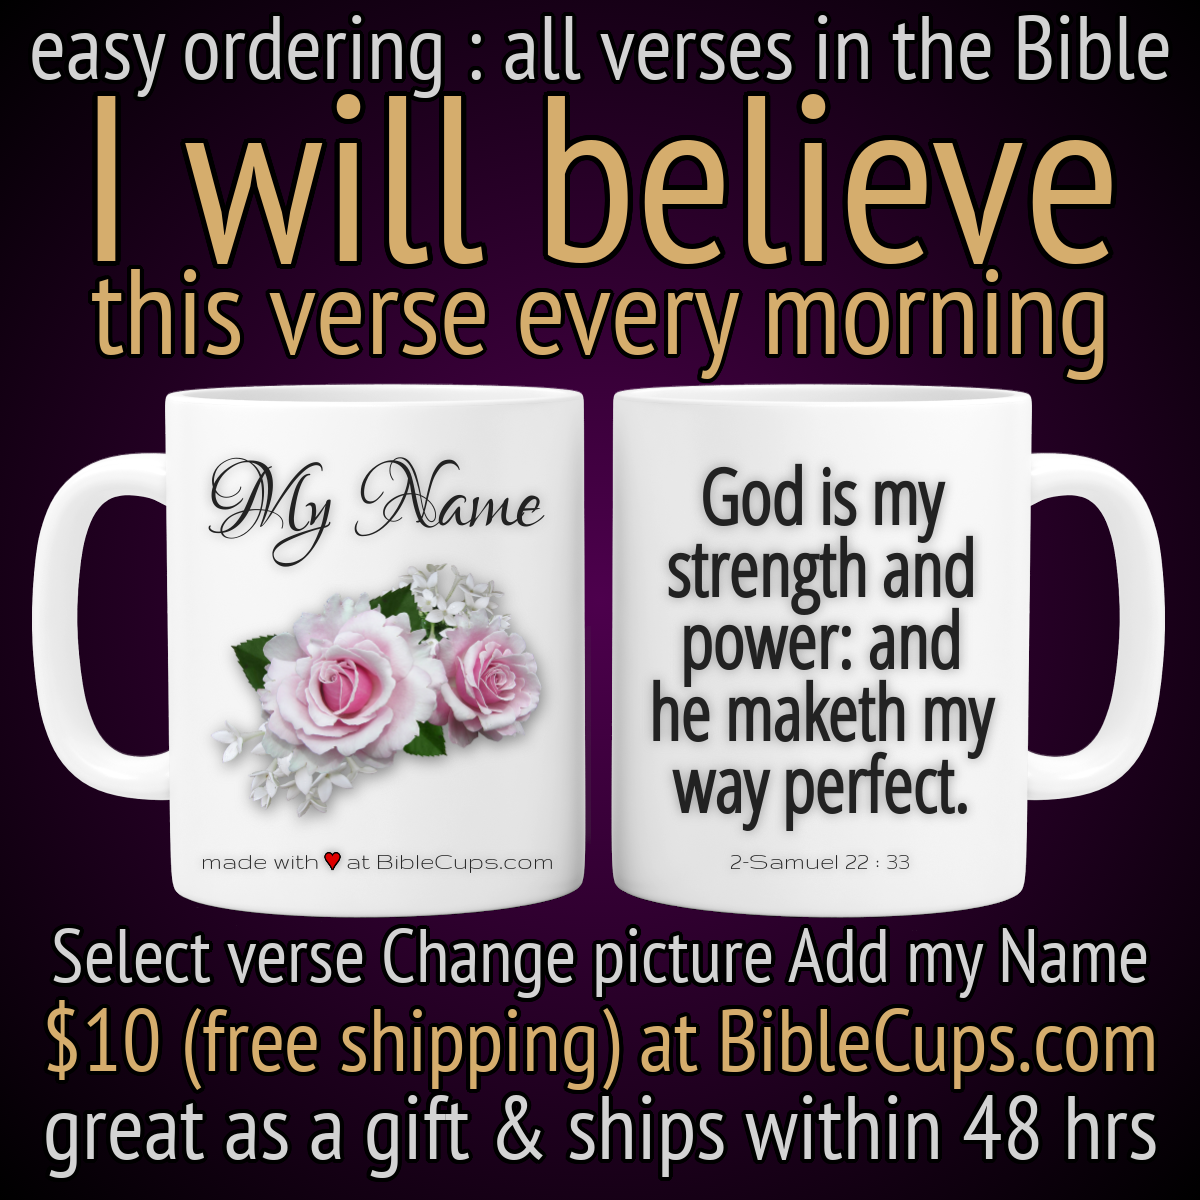 easy ordering : all verses in the Bible
I will believe
this verse every morning
My Name
made with ♥ at BibleCups.com
God is my
strength and
power: and
he maketh my
way perfect.
2-Samuel 22 : 33
Select verse Change picture Add my Name
$10 (free shipping) at BibleCups.com
great as a gift & ships within 48 hrs